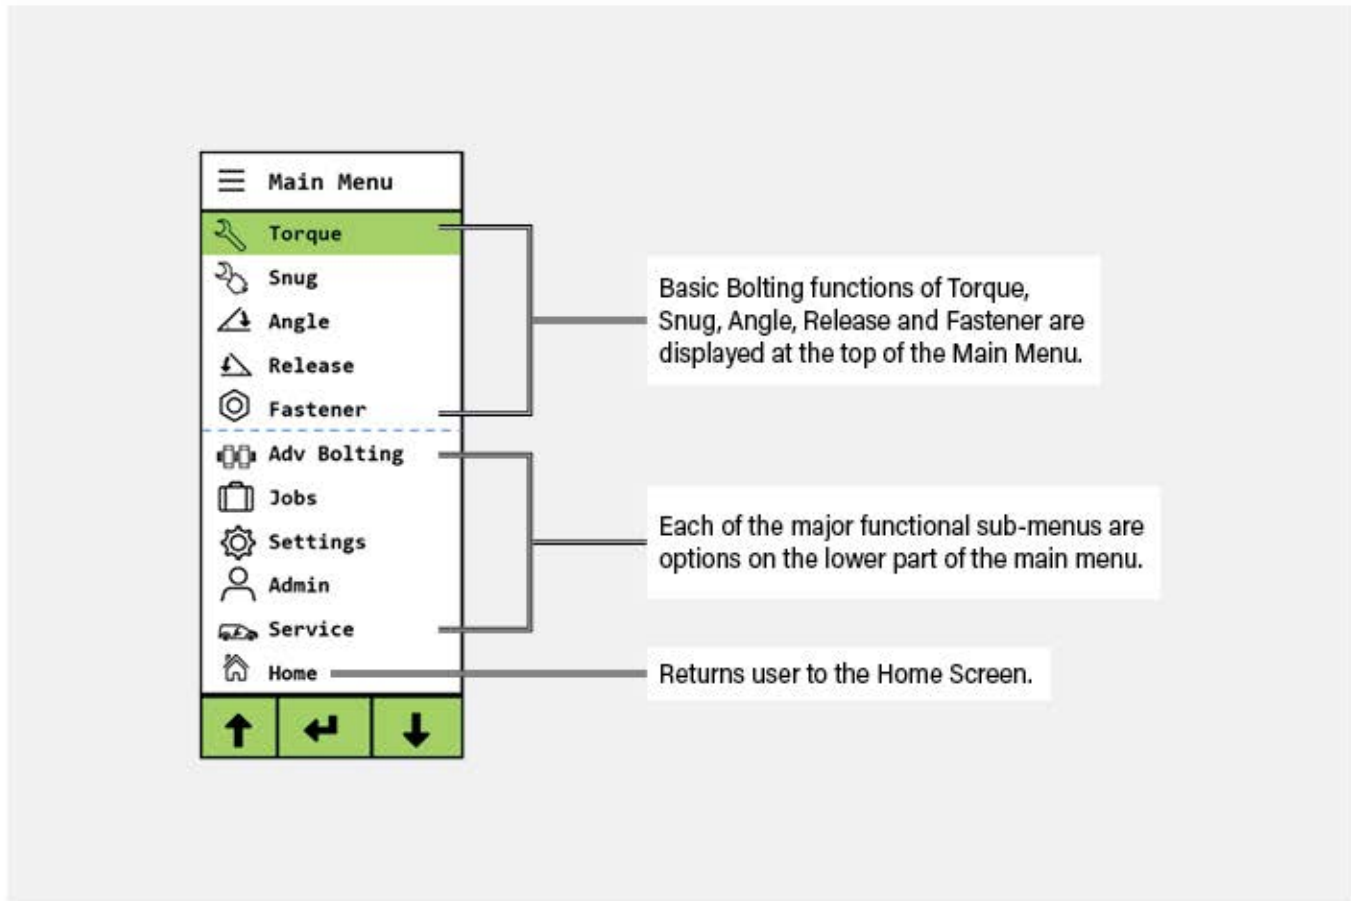 Main Menu
Torque
Snug
Angle
Release
Fastener
Adv Bolting
Jobs
Settings
Admin
Service
Home
Basic Bolting functions of Torque,
Snug, Angle, Release and Fastener are
displayed at the top of the Main Menu.
Each of the major functional sub-menus are
options on the lower part of the main menu.
Returns user to the Home Screen.